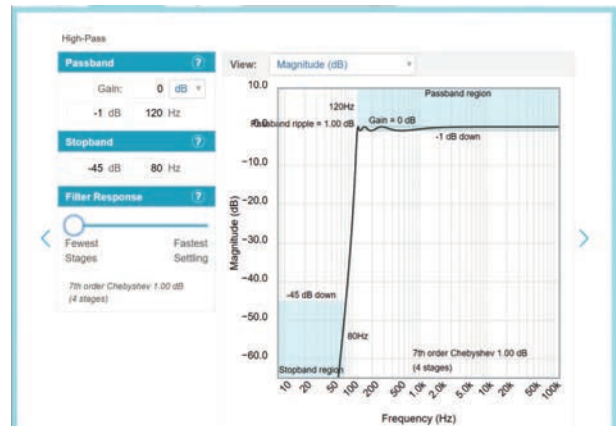 High-Pass
Passband ?
Gain: 0 dB
-1 dB 120 Hz
Stopband ?
-45 dB 80 Hz
Filter Response ?
Fewest Stages
Fastest Settling
7th order Chebyshev 1.00 dB
(4 stages)
View: Magnitude (dB)
10.0
0.0
−10.0
−20.0
−30.0
−40.0
−50.0
−60.0
Magnitude (dB)
Passband region
120Hz
Passband ripple = 1.00 dB
Gain = 0 dB
-1 dB down
-45 dB down
80Hz
Stopband region
7th order Chebyshev 1.00 dB
(4 stages)
10 20 50 100 200 500 1.0k 2.0k 5k 10k 20k 50k 100k
Frequency (Hz)